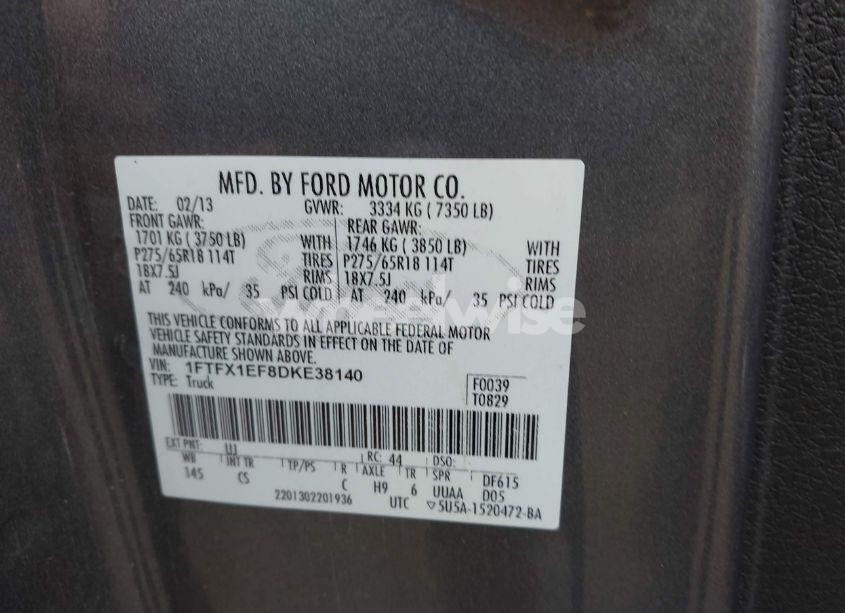 MFD. BY FORD MOTOR CO.
DATE: 02/13 GVWR: 3334 KG ( 7350 LB)
FRONT GAWR: REAR GAWR:
1701 KG ( 3750 LB) WITH 1746 KG ( 3850 LB) WITH
P275/65R18 114T TIRES P275/65R18 114T TIRES
18X7.5J RIMS 18X7.5J RIMS
AT 240 kPa/ 35 PSI COLD AT 240 kPa/ 35 PSI COLD
wheelwise
THIS VEHICLE CONFORMS TO ALL APPLICABLE FEDERAL MOTOR
VEHICLE SAFETY STANDARDS IN EFFECT ON THE DATE OF
MANUFACTURE SHOWN ABOVE.
VIN: 1FTFX1EF8DKE38140 F0039
TYPE: Truck T0829
EXT PNT: UJ RC: 44 DSO:
WB INT TR TP/PS R AXLE TR SPR DF615
145 CS C H9 6 UUAA D05
2201302201936 UTC ▽5U5A-1520472-BA